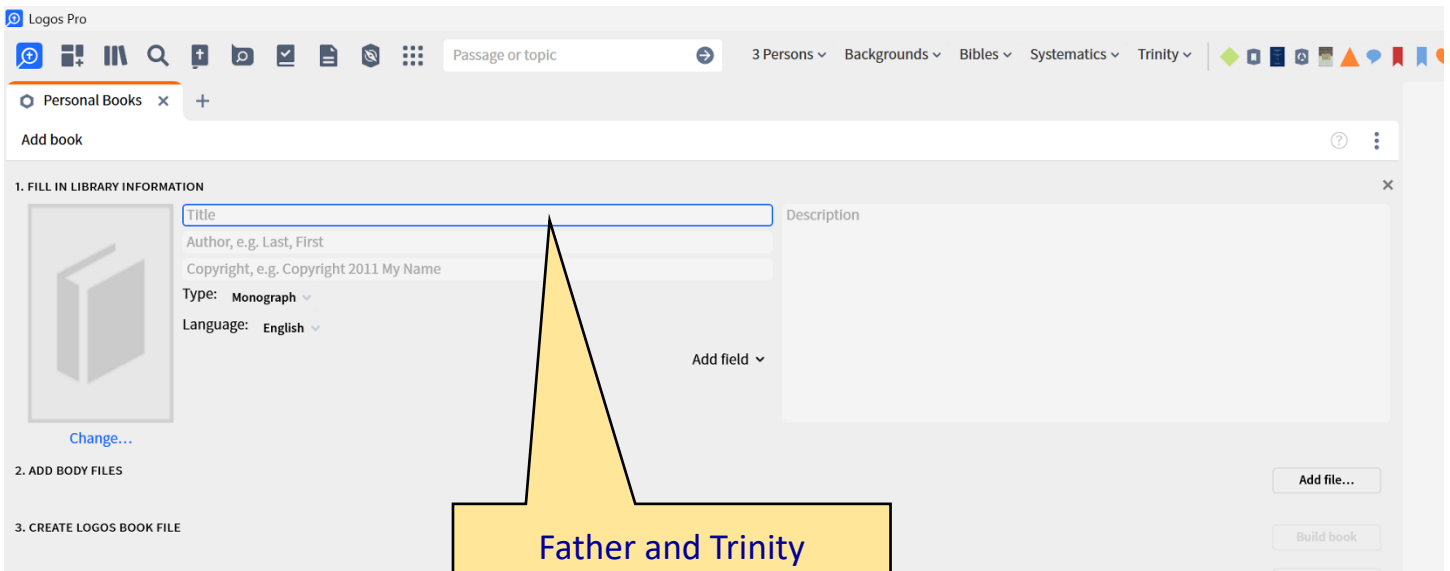 Logos Pro
Passage or topic
3 Persons Backgrounds Bibles Systematics Trinity
Personal Books
Add book
1. FILL IN LIBRARY INFORMATION
Title
Description
Author, e.g. Last, First
Copyright, e.g. Copyright 2011 My Name
Type: Monograph
Language: English
Add field
Change...
2. ADD BODY FILES
Add file...
3. CREATE LOGOS BOOK FILE
Build book
Father and Trinity